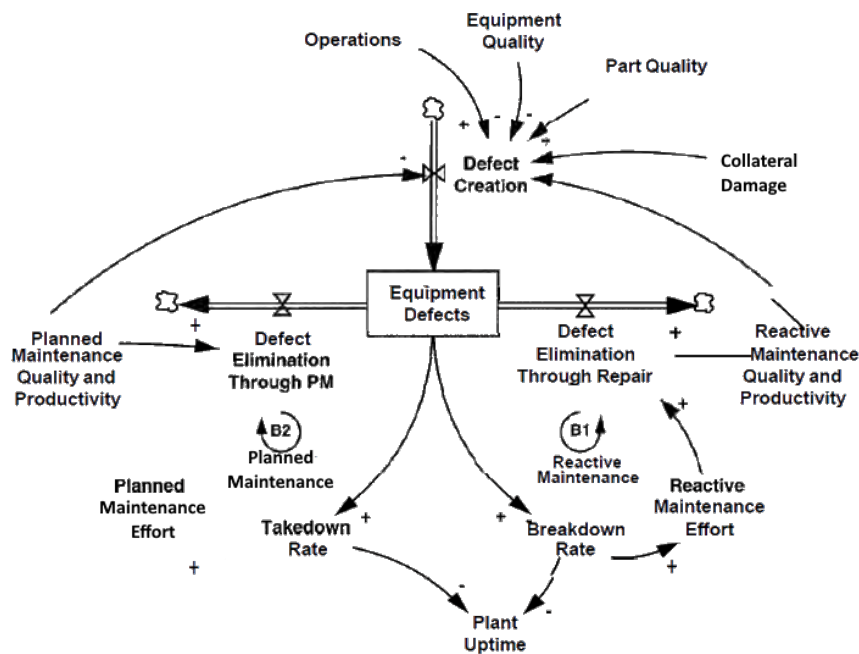 Operations
Equipment
Quality
Part Quality
+
-
-
+
-
Defect
Creation
Collateral
Damage
Equipment
Defects
+
Defect
Elimination
Through PM
Defect
Elimination
Through Repair
+
Planned
Maintenance
Quality and
Productivity
Reactive
Maintenance
Quality and
Productivity
+
B2
B1
Planned
Maintenance
Reactive
Maintenance
Planned
Maintenance
Effort
Reactive
Maintenance
Effort
+
+
-
Takedown
Rate
Breakdown
Rate
+
+
-
-
Plant
Uptime